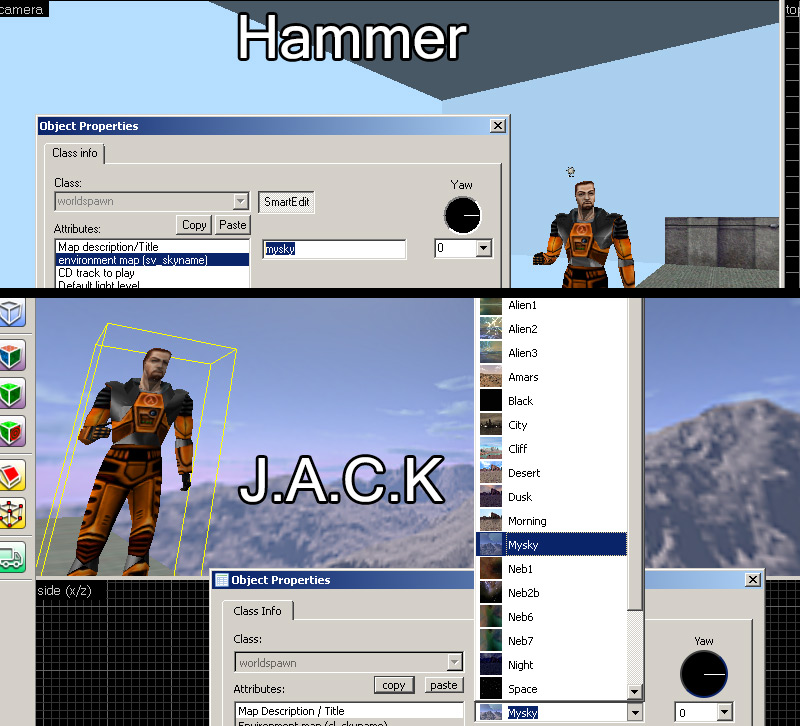 camera
top
Hammer
Object Properties
Class info
Class:
worldspawn
SmartEdit
Yaw
Copy
Paste
Attributes:
0
Map description/Title
environment map (sv_skyname)
CD track to play
Default light level
mysky
Alien1
Alien2
Alien3
Amars
Black
City
Cliff
Desert
Dusk
Morning
Mysky
Neb1
Neb2b
Neb6
Neb7
Night
Space
J.A.C.K
side (x/z)
Object Properties
Class Info
Class:
worldspawn
Yaw
Attributes:
copy
paste
Map Description / Title
Environment map (cl_skyname)
Mysky
0